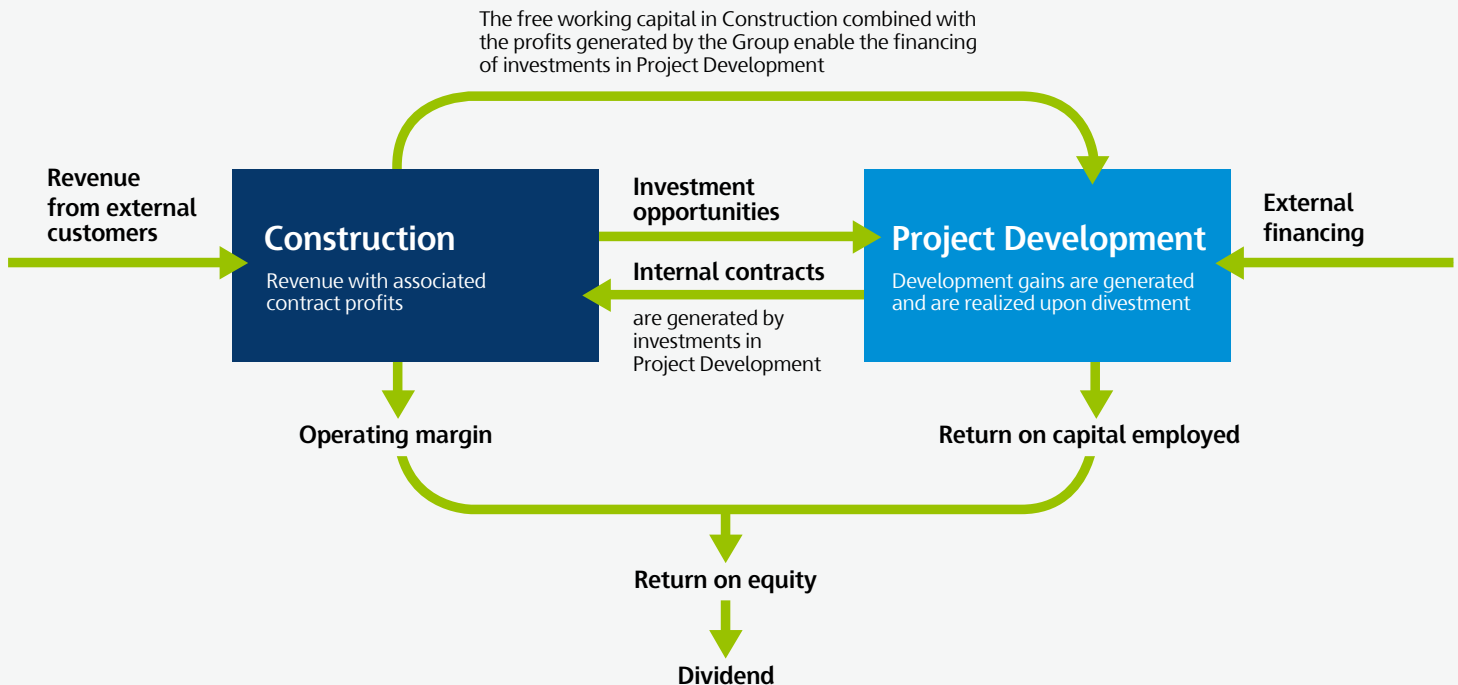 The free working capital in Construction combined with
the profits generated by the Group enable the financing
of investments in Project Development
Revenue
from external
customers
Construction
Revenue with associated
contract profits
Investment
opportunities
Internal contracts
are generated by
investments in
Project Development
Project Development
Development gains are generated
and are realized upon divestment
External
financing
Operating margin
Return on capital employed
Return on equity
Dividend